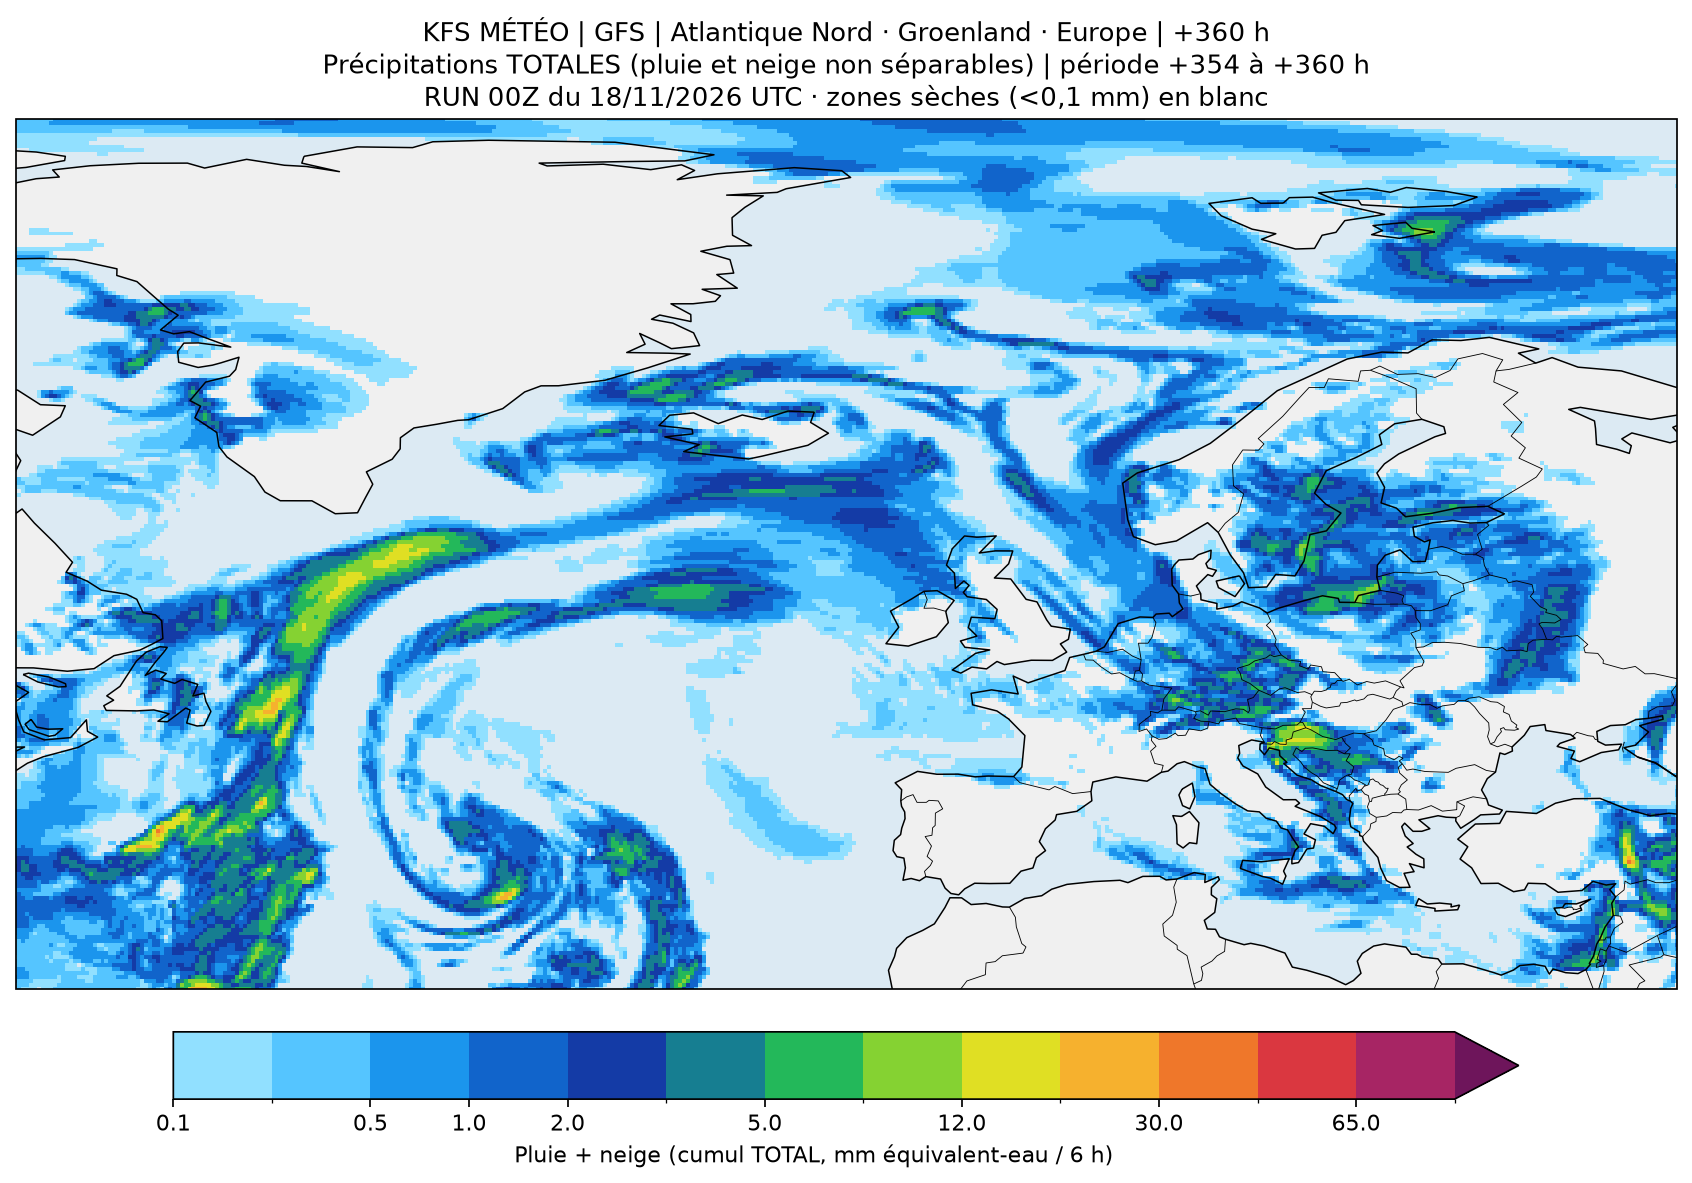 KFS MÉTÉO | GFS | Atlantique Nord · Groenland · Europe | +360 h
Précipitations TOTALES (pluie et neige non séparables) | période +354 à +360 h
RUN 00Z du 18/11/2026 UTC · zones sèches (<0,1 mm) en blanc
0.1 0.5 1.0 2.0 5.0 12.0 30.0 65.0
Pluie + neige (cumul TOTAL, mm équivalent-eau / 6 h)